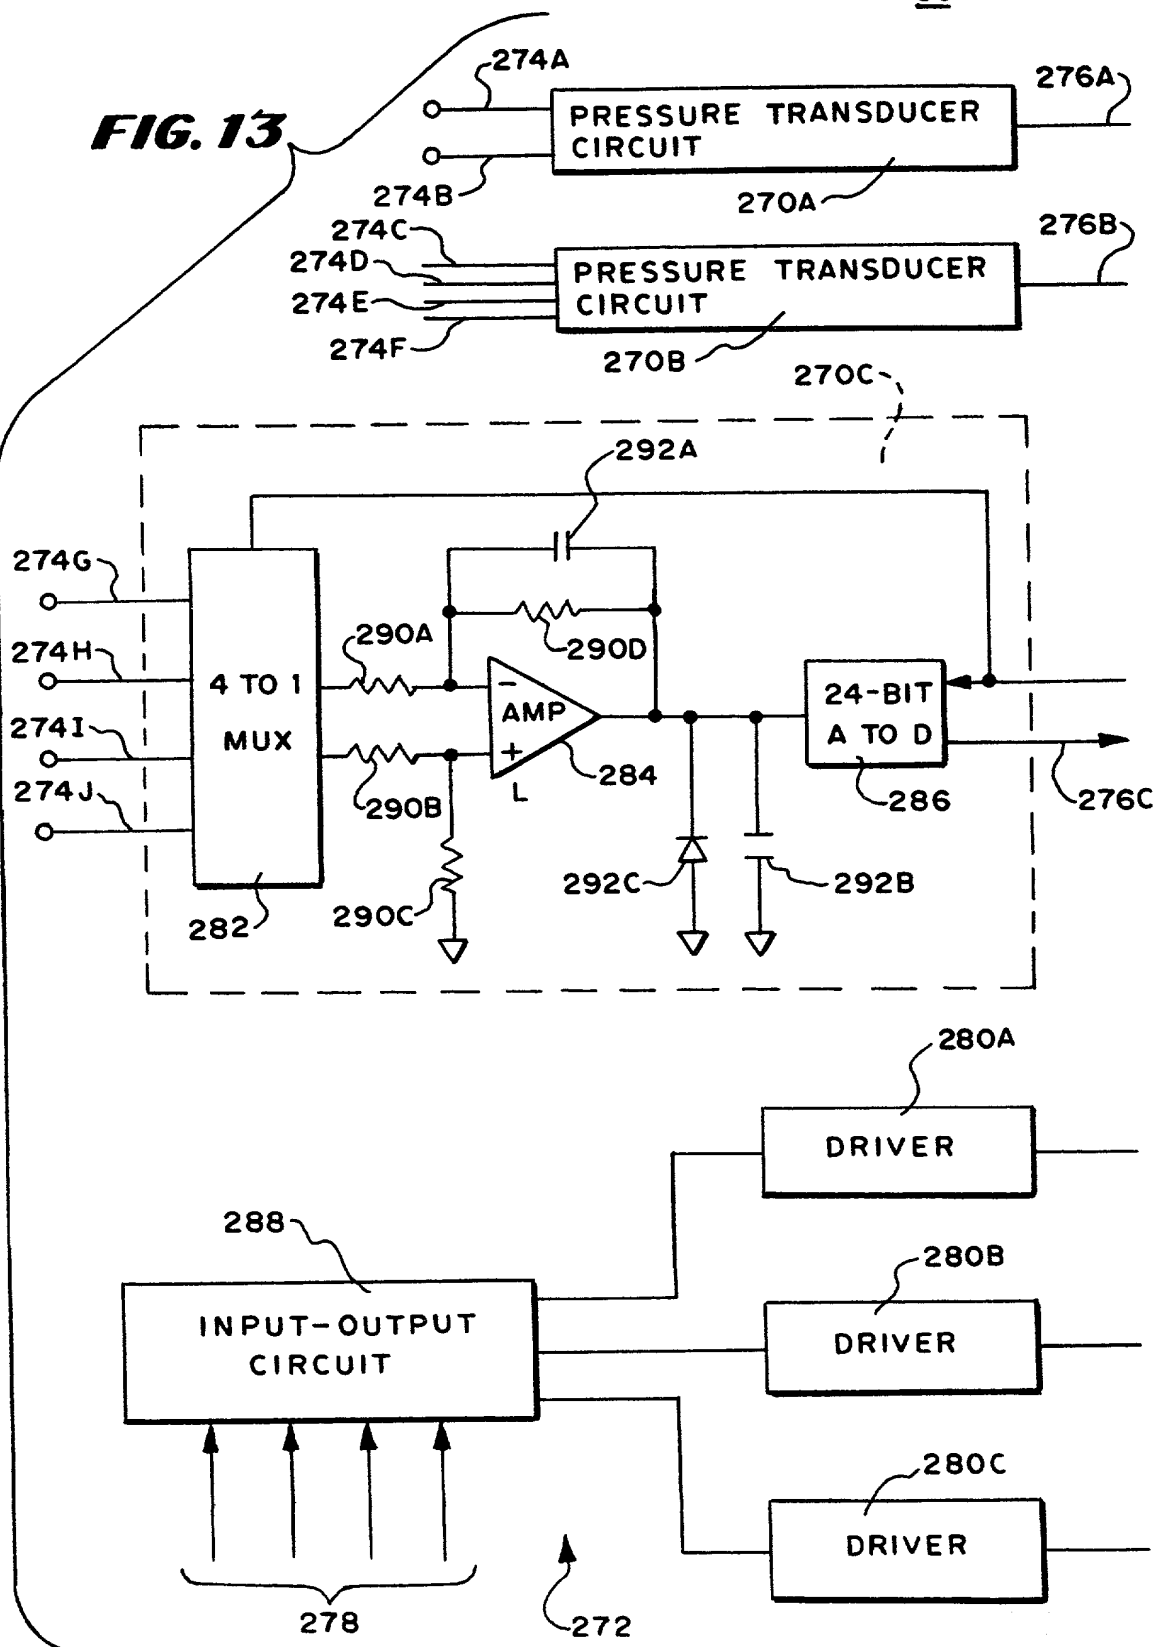 FIG. 13
274A
276A
PRESSURE TRANSDUCER
CIRCUIT
274B
270A
274C
276B
274D
PRESSURE TRANSDUCER
CIRCUIT
274E
274F
270B
270C
292A
274G
290A
290D
274H
4 TO 1
MUX
AMP
24-BIT
A TO D
274I
−
+
L
284
286
276C
290B
274J
292C
292B
290C
282
280A
DRIVER
288
280B
INPUT-OUTPUT
CIRCUIT
DRIVER
280C
DRIVER
278
272